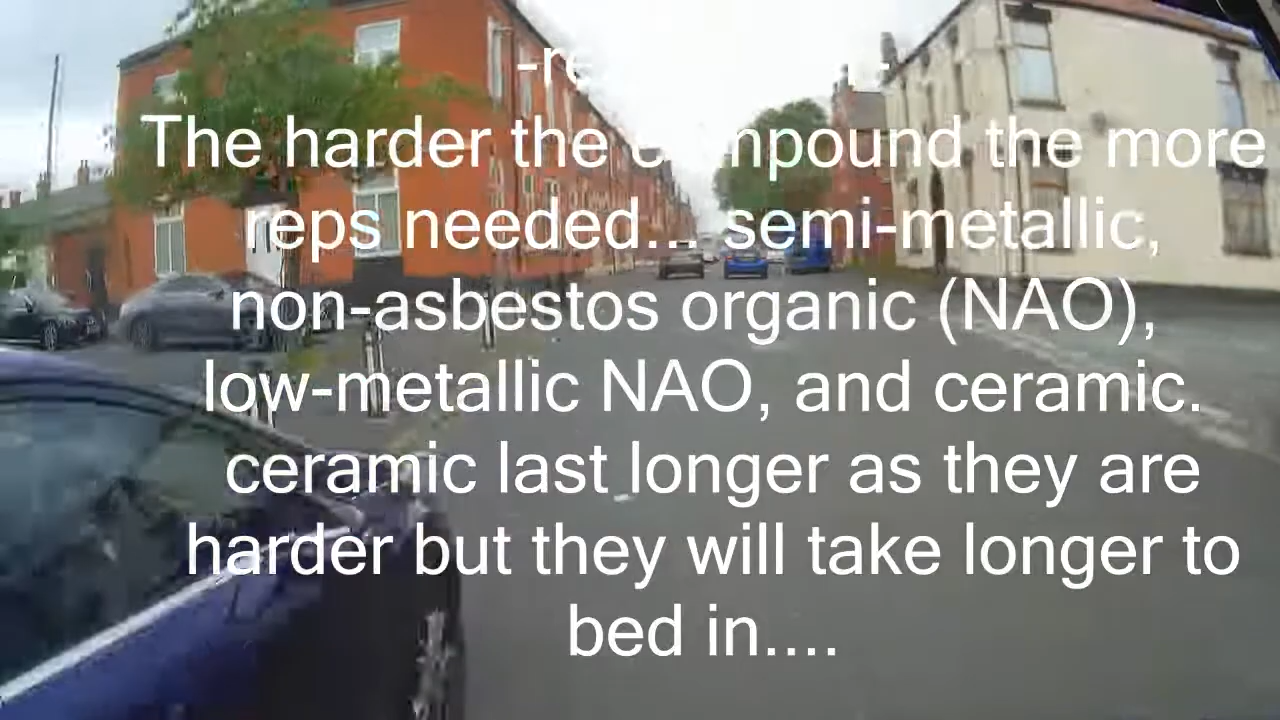 The harder the compound the more
reps needed... semi-metallic,
non-asbestos organic (NAO),
low-metallic NAO, and ceramic.
ceramic last longer as they are
harder but they will take longer to
bed in....